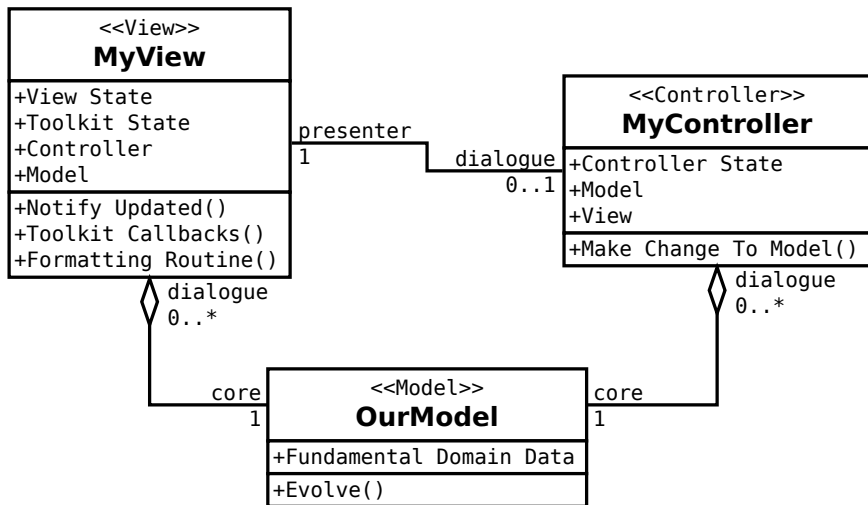 <<View>>
MyView
+View State
+Toolkit State
+Controller
+Model
+Notify Updated()
+Toolkit Callbacks()
+Formatting Routine()
presenter
1
dialogue
0..1
<<Controller>>
MyController
+Controller State
+Model
+View
+Make Change To Model()
dialogue
0..*
dialogue
0..*
core
1
<<Model>>
OurModel
+Fundamental Domain Data
+Evolve()
core
1